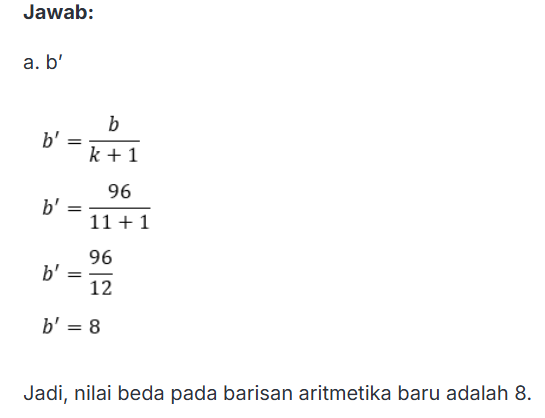 Jawab:
a. b′
b′ = b / k + 1
b′ = 96 / 11 + 1
b′ = 96 / 12
b′ = 8
Jadi, nilai beda pada barisan aritmetika baru adalah 8.